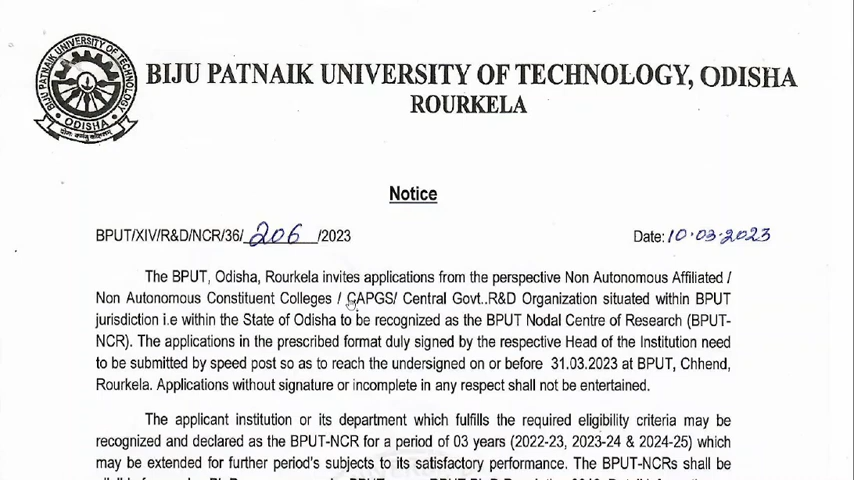 BIJU PATNAIK UNIVERSITY OF TECHNOLOGY
ODISHA
BIJU PATNAIK UNIVERSITY OF TECHNOLOGY, ODISHA
ROURKELA
Notice
BPUT/XIV/R&D/NCR/36/ 206 /2023
Date: 10.03.2023
The BPUT, Odisha, Rourkela invites applications from the perspective Non Autonomous Affiliated /
Non Autonomous Constituent Colleges / CAPGS/ Central Govt..R&D Organization situated within BPUT
jurisdiction i.e within the State of Odisha to be recognized as the BPUT Nodal Centre of Research (BPUT-
NCR). The applications in the prescribed format duly signed by the respective Head of the Institution need
to be submitted by speed post so as to reach the undersigned on or before 31.03.2023 at BPUT, Chhend,
Rourkela. Applications without signature or incomplete in any respect shall not be entertained.
The applicant institution or its department which fulfills the required eligibility criteria may be
recognized and declared as the BPUT-NCR for a period of 03 years (2022-23, 2023-24 & 2024-25) which
may be extended for further period's subjects to its satisfactory performance. The BPUT-NCRs shall be